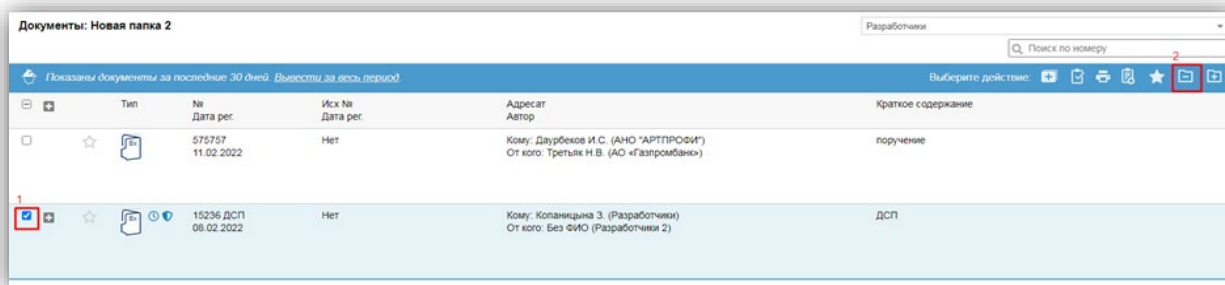 Документы: Новая папка 2
Разработчики
Поиск по номеру
2
Показаны документы за последние 30 дней. Вывести за весь период.
Выберите действие:
Тип
№
Дата рег.
Исх №
Дата рег.
Адресат
Автор
Краткое содержание
575757
11.02.2022
Нет
Кому: Даурбеков И.С. (АНО "АРТПРОФИ")
От кого: Третьяк Н.В. (АО «Газпромбанк»)
поручение
1
15236 ДСП
08.02.2022
Нет
Кому: Копаницына З. (Разработчики)
От кого: Без ФИО (Разработчики 2)
ДСП